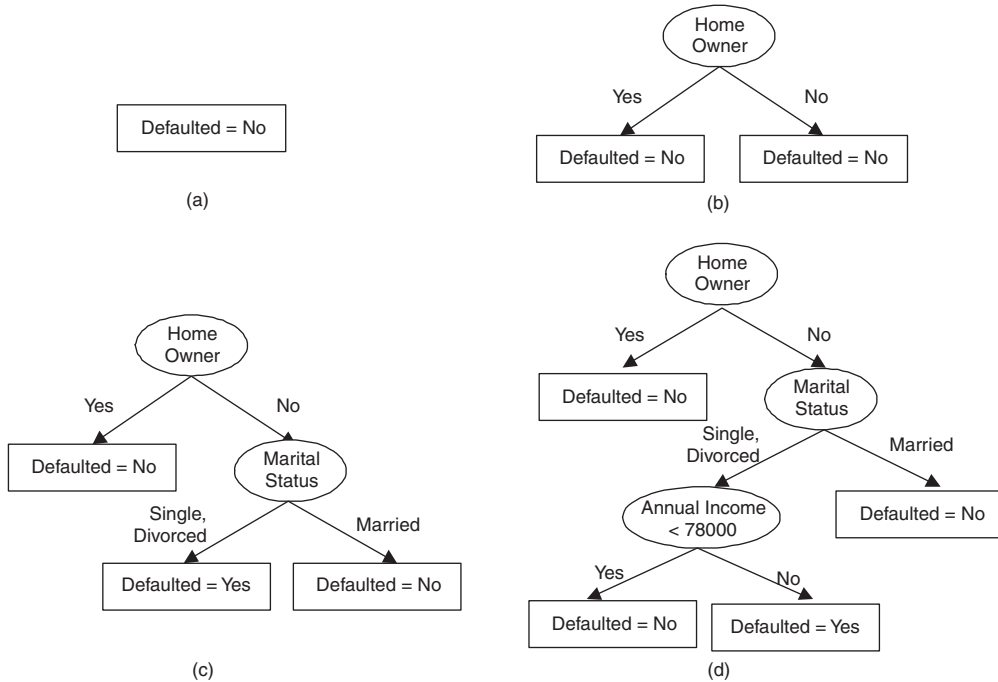 Defaulted = No
(a)
Home
Owner
Yes
No
Defaulted = No
Defaulted = No
(b)
Home
Owner
Yes
No
Defaulted = No
Marital
Status
Single,
Divorced
Married
Defaulted = Yes
Defaulted = No
(c)
Home
Owner
Yes
No
Defaulted = No
Marital
Status
Single,
Divorced
Married
Annual Income
< 78000
Defaulted = No
Yes
No
Defaulted = No
Defaulted = Yes
(d)